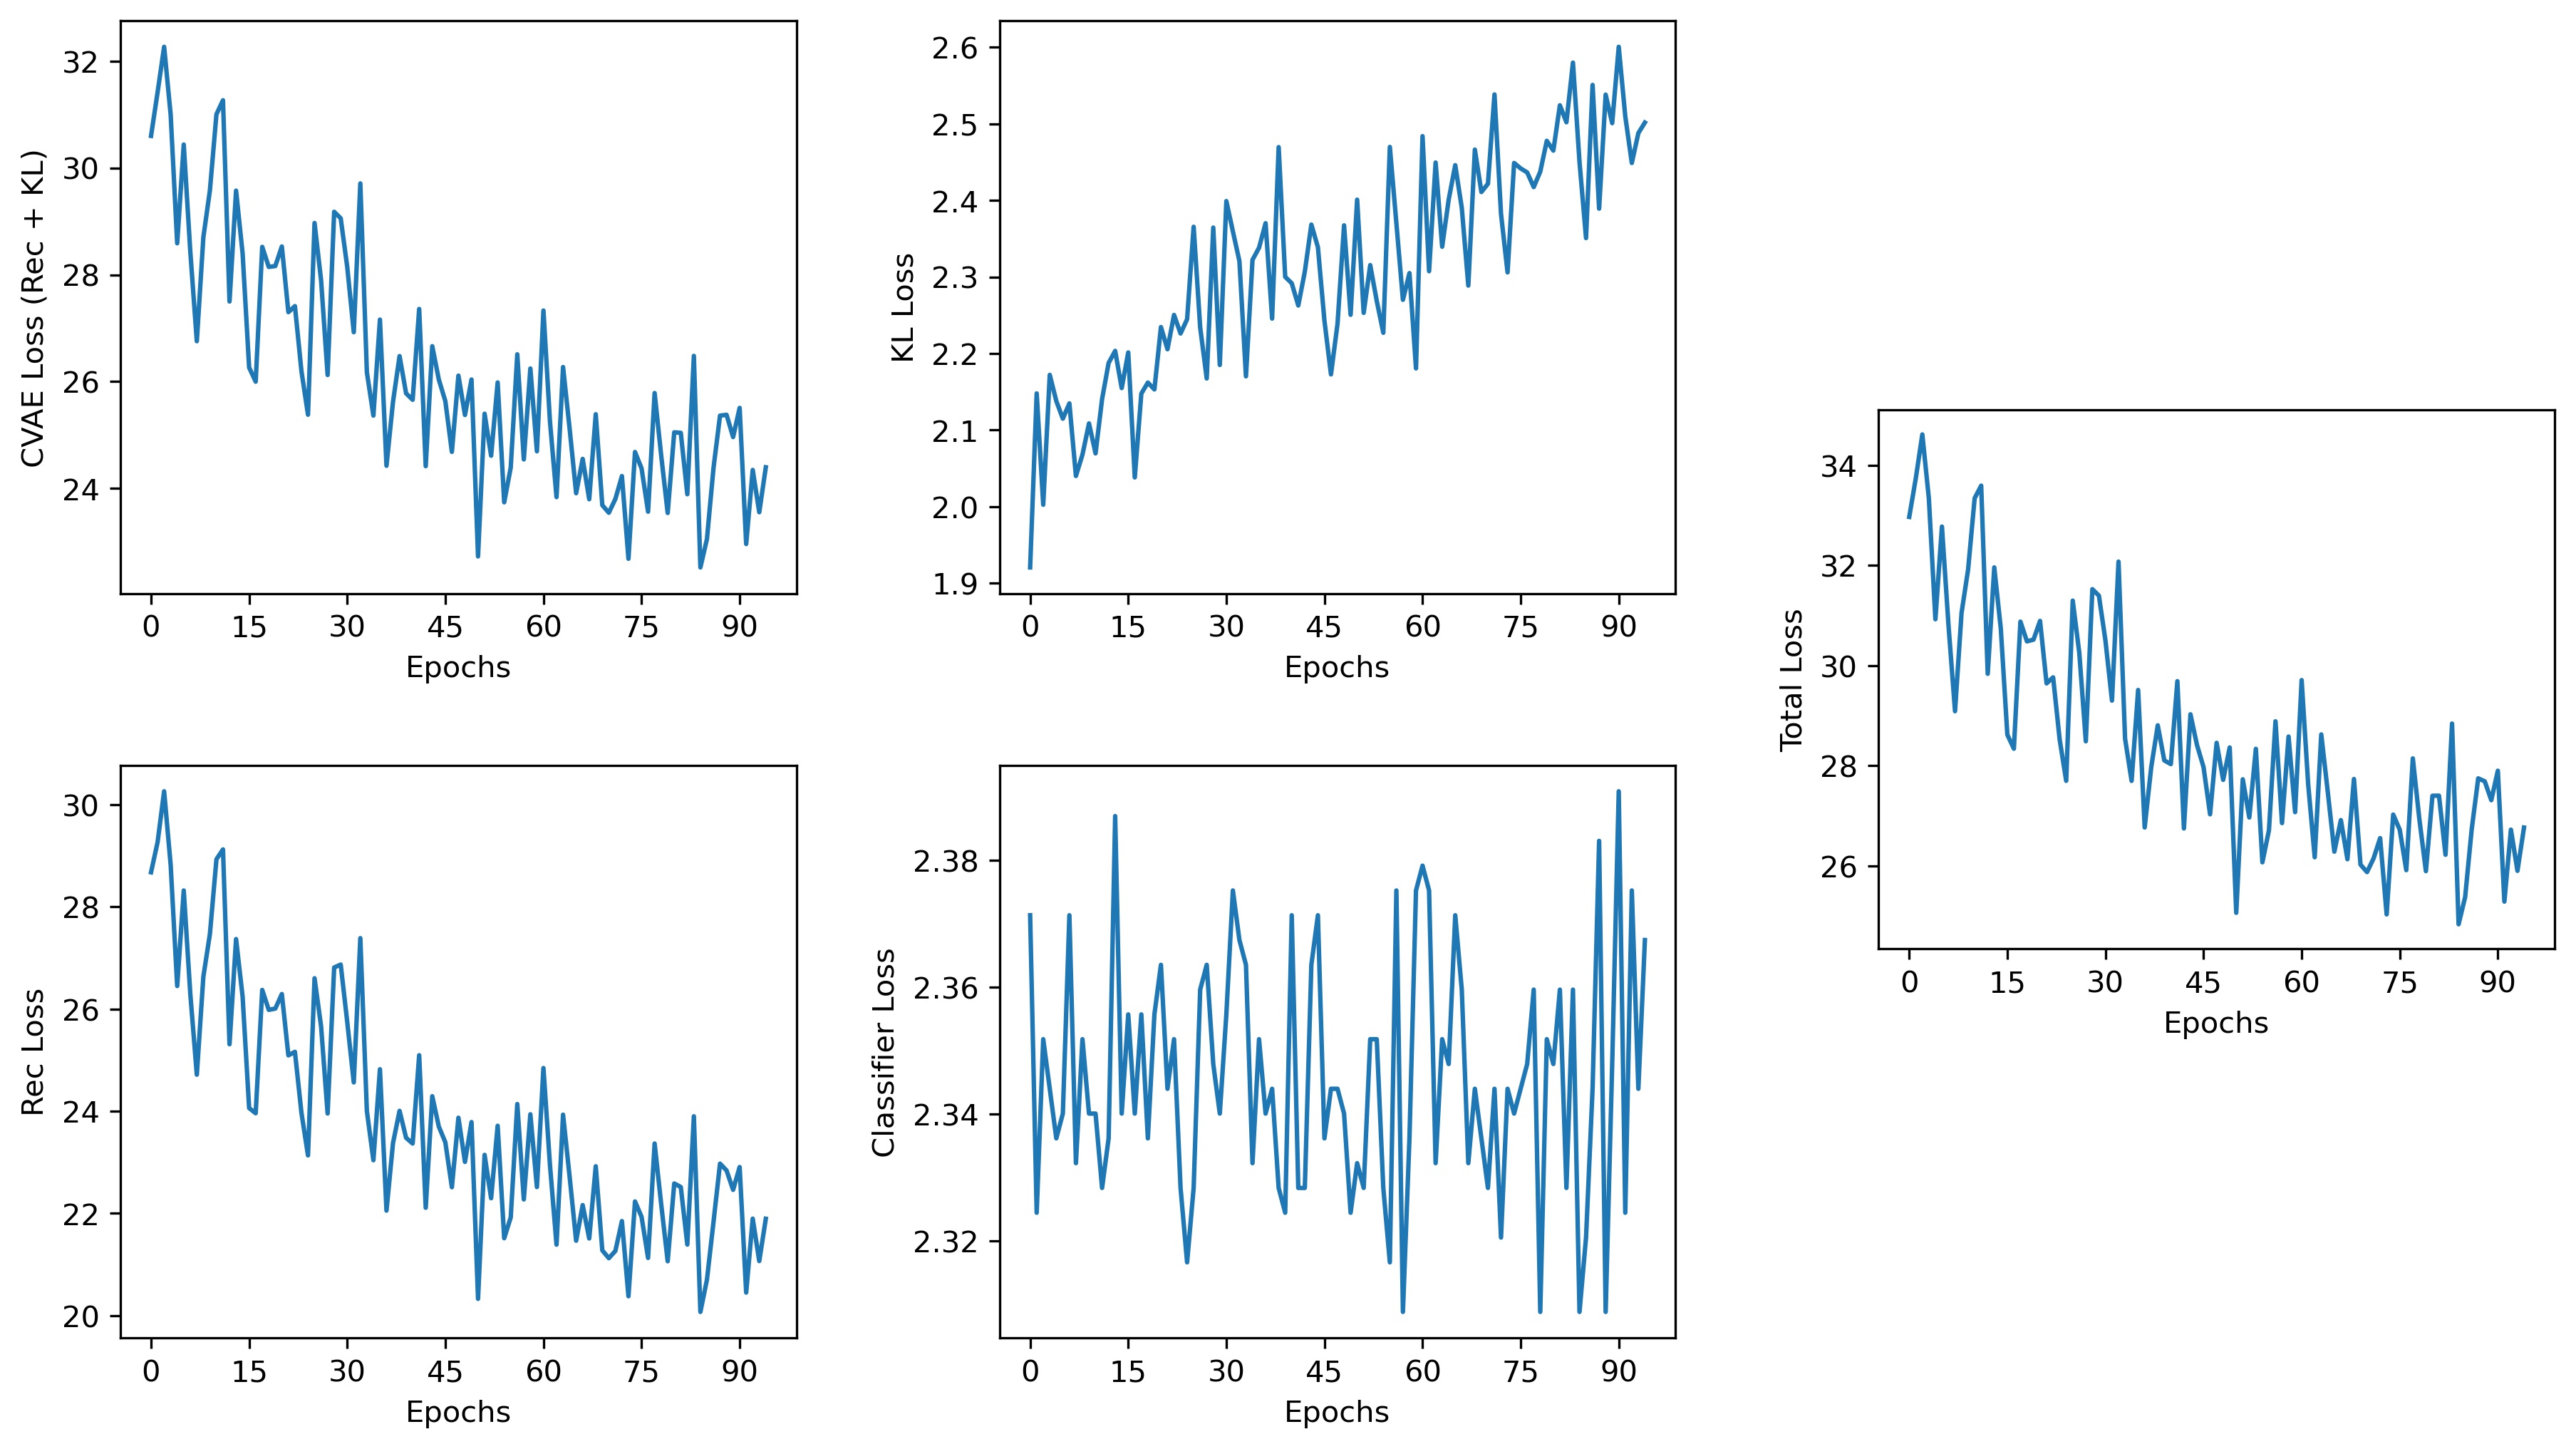 CVAE Loss (Rec + KL)
32
30
28
26
24
0 15 30 45 60 75 90
Epochs
KL Loss
2.6
2.5
2.4
2.3
2.2
2.1
2.0
1.9
0 15 30 45 60 75 90
Epochs
Rec Loss
30
28
26
24
22
20
0 15 30 45 60 75 90
Epochs
Classifier Loss
2.38
2.36
2.34
2.32
0 15 30 45 60 75 90
Epochs
Total Loss
34
32
30
28
26
0 15 30 45 60 75 90
Epochs